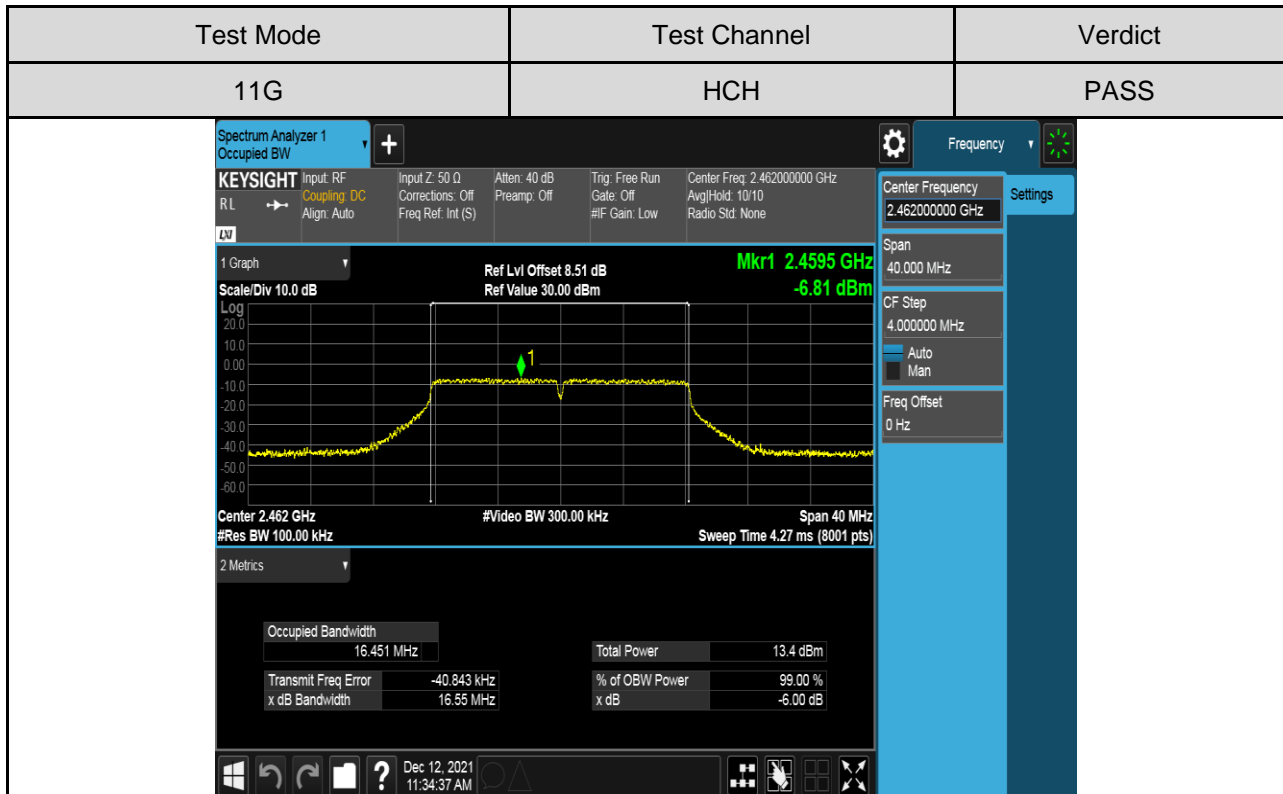 Test Mode Test Channel Verdict
11G HCH PASS
Spectrum Analyzer 1
Occupied BW
+
Frequency
KEYSIGHT Input: RF Input Z: 50 Ω Atten: 40 dB Trig: Free Run Center Freq: 2.462000000 GHz
RL Coupling: DC Corrections: Off Preamp: Off Gate: Off Avg|Hold: 10/10
Align: Auto Freq Ref: Int (S) #IF Gain: Low Radio Std: None
LXI
Center Frequency
2.462000000 GHz
Settings
Span
40.000 MHz
CF Step
4.000000 MHz
Auto
Man
Freq Offset
0 Hz
1 Graph Ref Lvl Offset 8.51 dB Mkr1 2.4595 GHz
Scale/Div 10.0 dB Ref Value 30.00 dBm -6.81 dBm
Log
20.0
10.0
0.00
-10.0
-20.0
-30.0
-40.0
-50.0
-60.0
1
Center 2.462 GHz #Video BW 300.00 kHz Span 40 MHz
#Res BW 100.00 kHz Sweep Time 4.27 ms (8001 pts)
2 Metrics
Occupied Bandwidth
16.451 MHz Total Power 13.4 dBm
Transmit Freq Error -40.843 kHz % of OBW Power 99.00 %
x dB Bandwidth 16.55 MHz x dB -6.00 dB
? Dec 12, 2021
11:34:37 AM